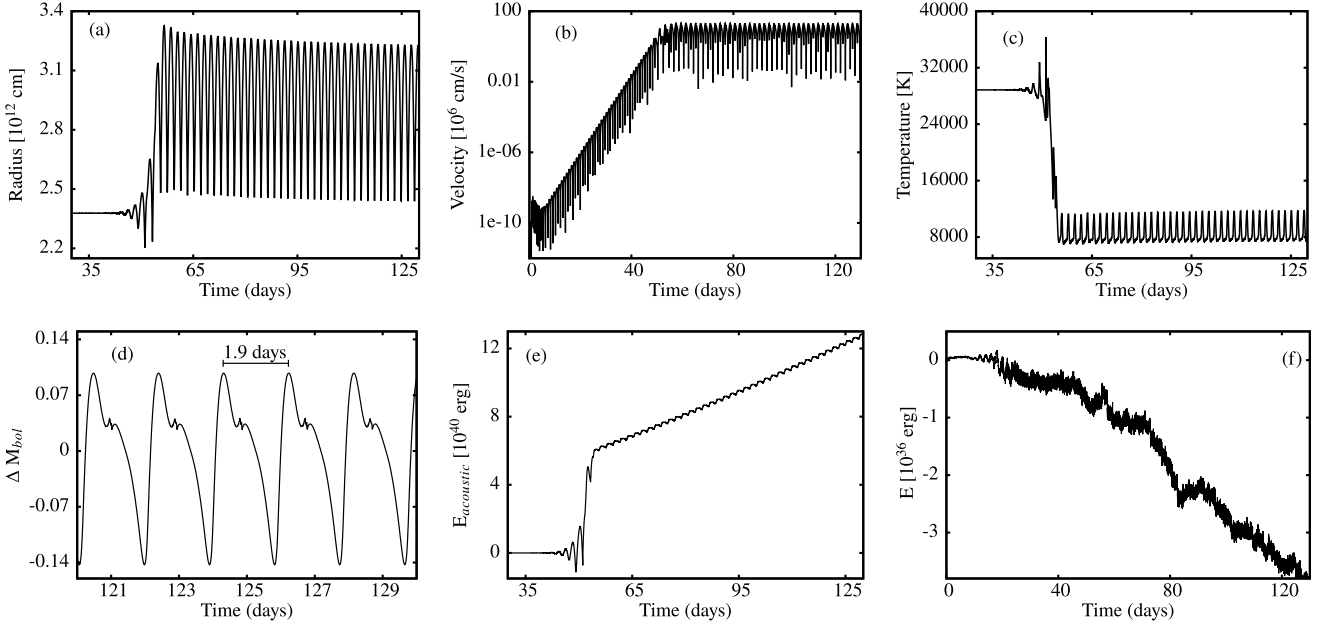 (a)
3.4
3.1
2.8
2.5
2.2
Radius [10^12 cm]
35 65 95 125
Time (days)
(b)
100
0.01
1e-06
1e-10
Velocity [10^6 cm/s]
0 40 80 120
Time (days)
(c)
40000
32000
24000
16000
8000
Temperature [K]
35 65 95 125
Time (days)
(d)
1.9 days
0.14
0.07
0
-0.07
-0.14
Δ M_bol
121 123 125 127 129
Time (days)
(e)
12
8
4
0
E_acoustic [10^40 erg]
35 65 95 125
Time (days)
(f)
0
-1
-2
-3
E [10^36 erg]
0 40 80 120
Time (days)